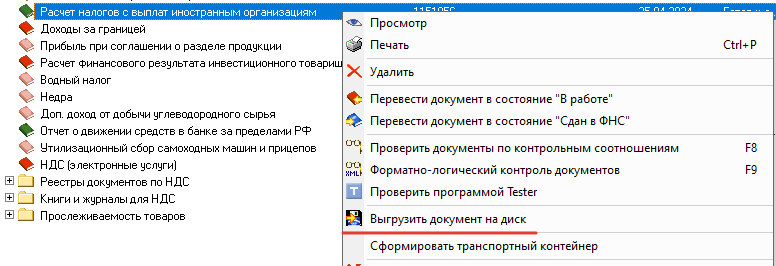 Расчет налогов с выплат иностранным организациям
Доходы за границей
Прибыль при соглашении о разделе продукции
Расчет финансового результата инвестиционного товарищ
Водный налог
Недра
Доп. доход от добычи углеводородного сырья
Отчет о движении средств в банке за пределами РФ
Утилизационный сбор самоходных машин и прицепов
НДС (электронные услуги)
Реестры документов по НДС
Книги и журналы для НДС
Прослеживаемость товаров
Просмотр
Печать Ctrl+P
Удалить
Перевести документ в состояние "В работе"
Перевести документ в состояние "Сдан в ФНС"
Проверить документы по контрольным соотношениям F8
XML Форматно-логический контроль документов F9
T Проверить программой Tester
Выгрузить документ на диск
Сформировать транспортный контейнер